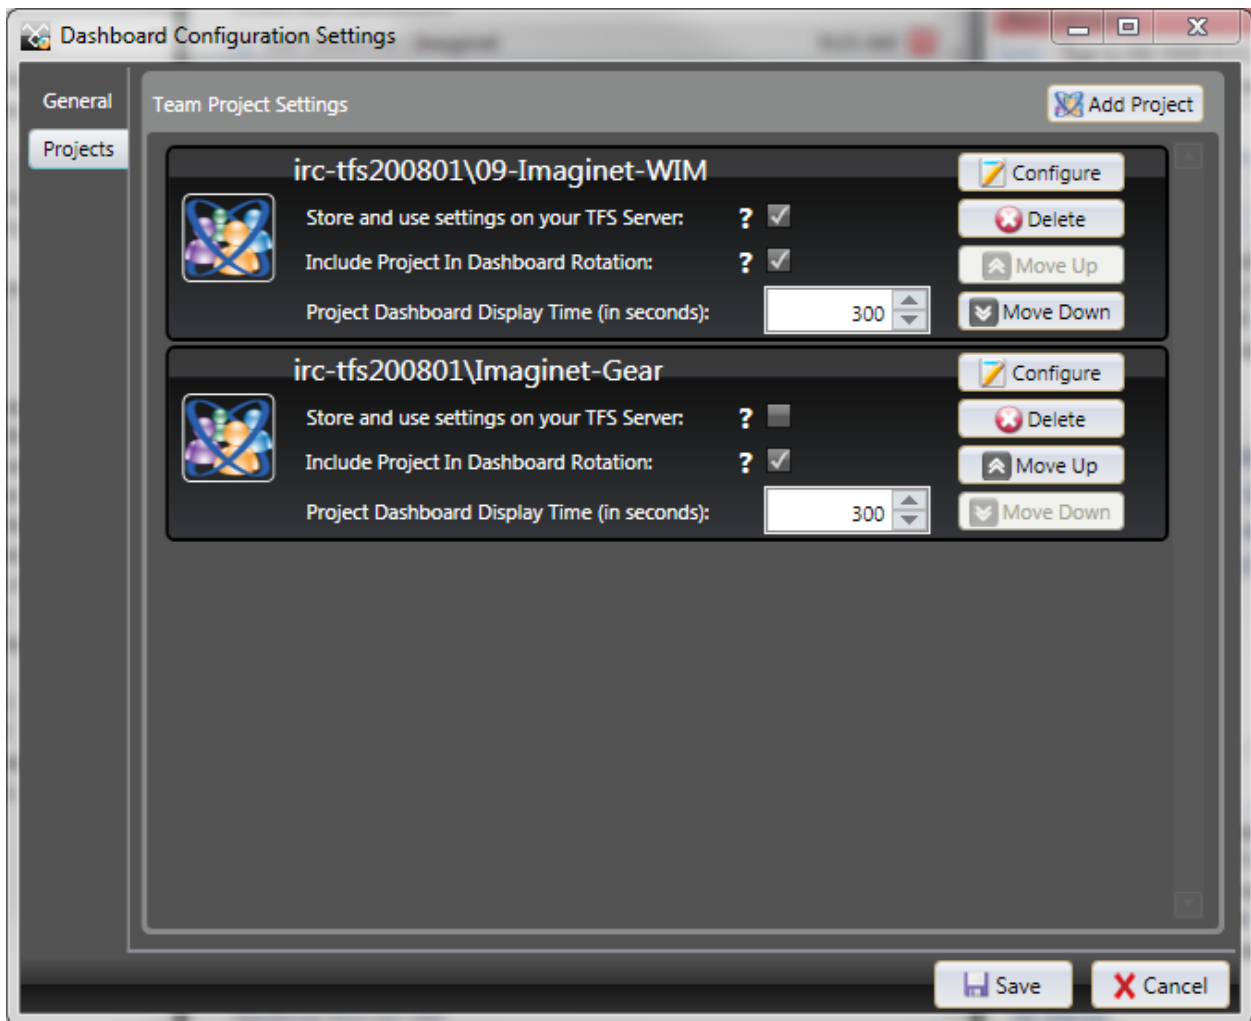 Dashboard Configuration Settings
General
Projects
Team Project Settings
Add Project
irc-tfs200801\09-Imaginet-WIM
Configure
Store and use settings on your TFS Server: ?
Delete
Include Project In Dashboard Rotation: ?
Move Up
Project Dashboard Display Time (in seconds): 300
Move Down
irc-tfs200801\Imaginet-Gear
Configure
Store and use settings on your TFS Server: ?
Delete
Include Project In Dashboard Rotation: ?
Move Up
Project Dashboard Display Time (in seconds): 300
Move Down
Save
Cancel